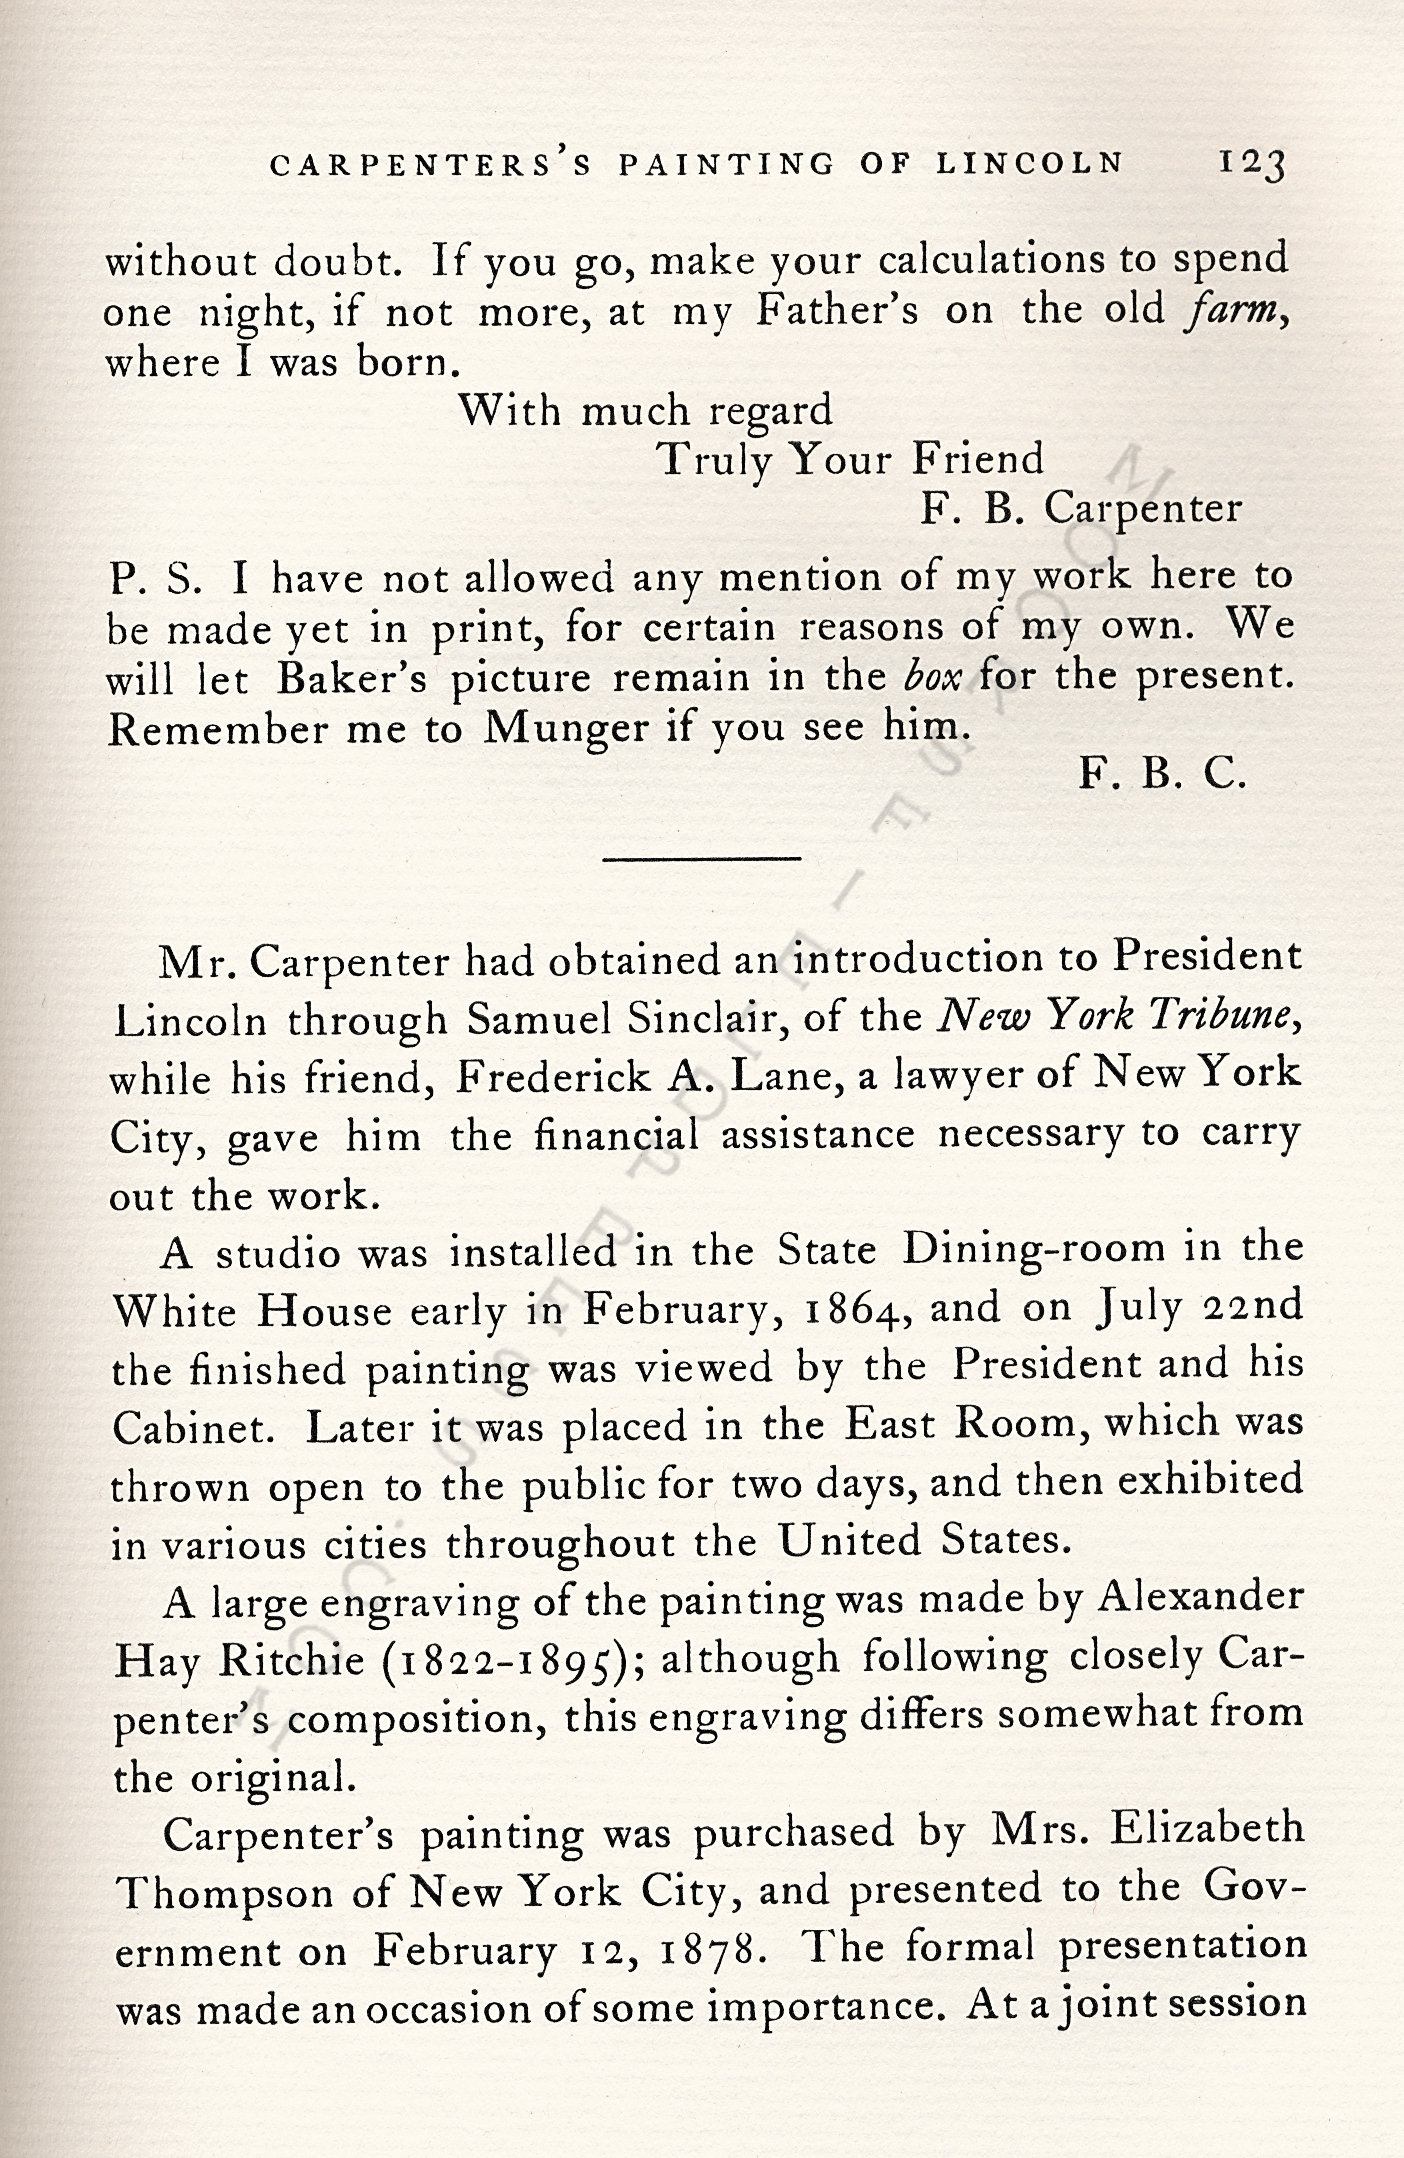 CARPENTERS'S PAINTING OF LINCOLN 123
without doubt. If you go, make your calculations to spend
one night, if not more, at my Father's on the old farm,
where I was born.
With much regard
Truly Your Friend
F. B. Carpenter
P. S. I have not allowed any mention of my work here to
be made yet in print, for certain reasons of my own. We
will let Baker's picture remain in the box for the present.
Remember me to Munger if you see him.
F. B. C.
Mr. Carpenter had obtained an introduction to President
Lincoln through Samuel Sinclair, of the New York Tribune,
while his friend, Frederick A. Lane, a lawyer of New York
City, gave him the financial assistance necessary to carry
out the work.
A studio was installed in the State Dining-room in the
White House early in February, 1864, and on July 22nd
the finished painting was viewed by the President and his
Cabinet. Later it was placed in the East Room, which was
thrown open to the public for two days, and then exhibited
in various cities throughout the United States.
A large engraving of the painting was made by Alexander
Hay Ritchie (1822-1895); although following closely Car-
penter's composition, this engraving differs somewhat from
the original.
Carpenter's painting was purchased by Mrs. Elizabeth
Thompson of New York City, and presented to the Gov-
ernment on February 12, 1878. The formal presentation
was made an occasion of some importance. At a joint session